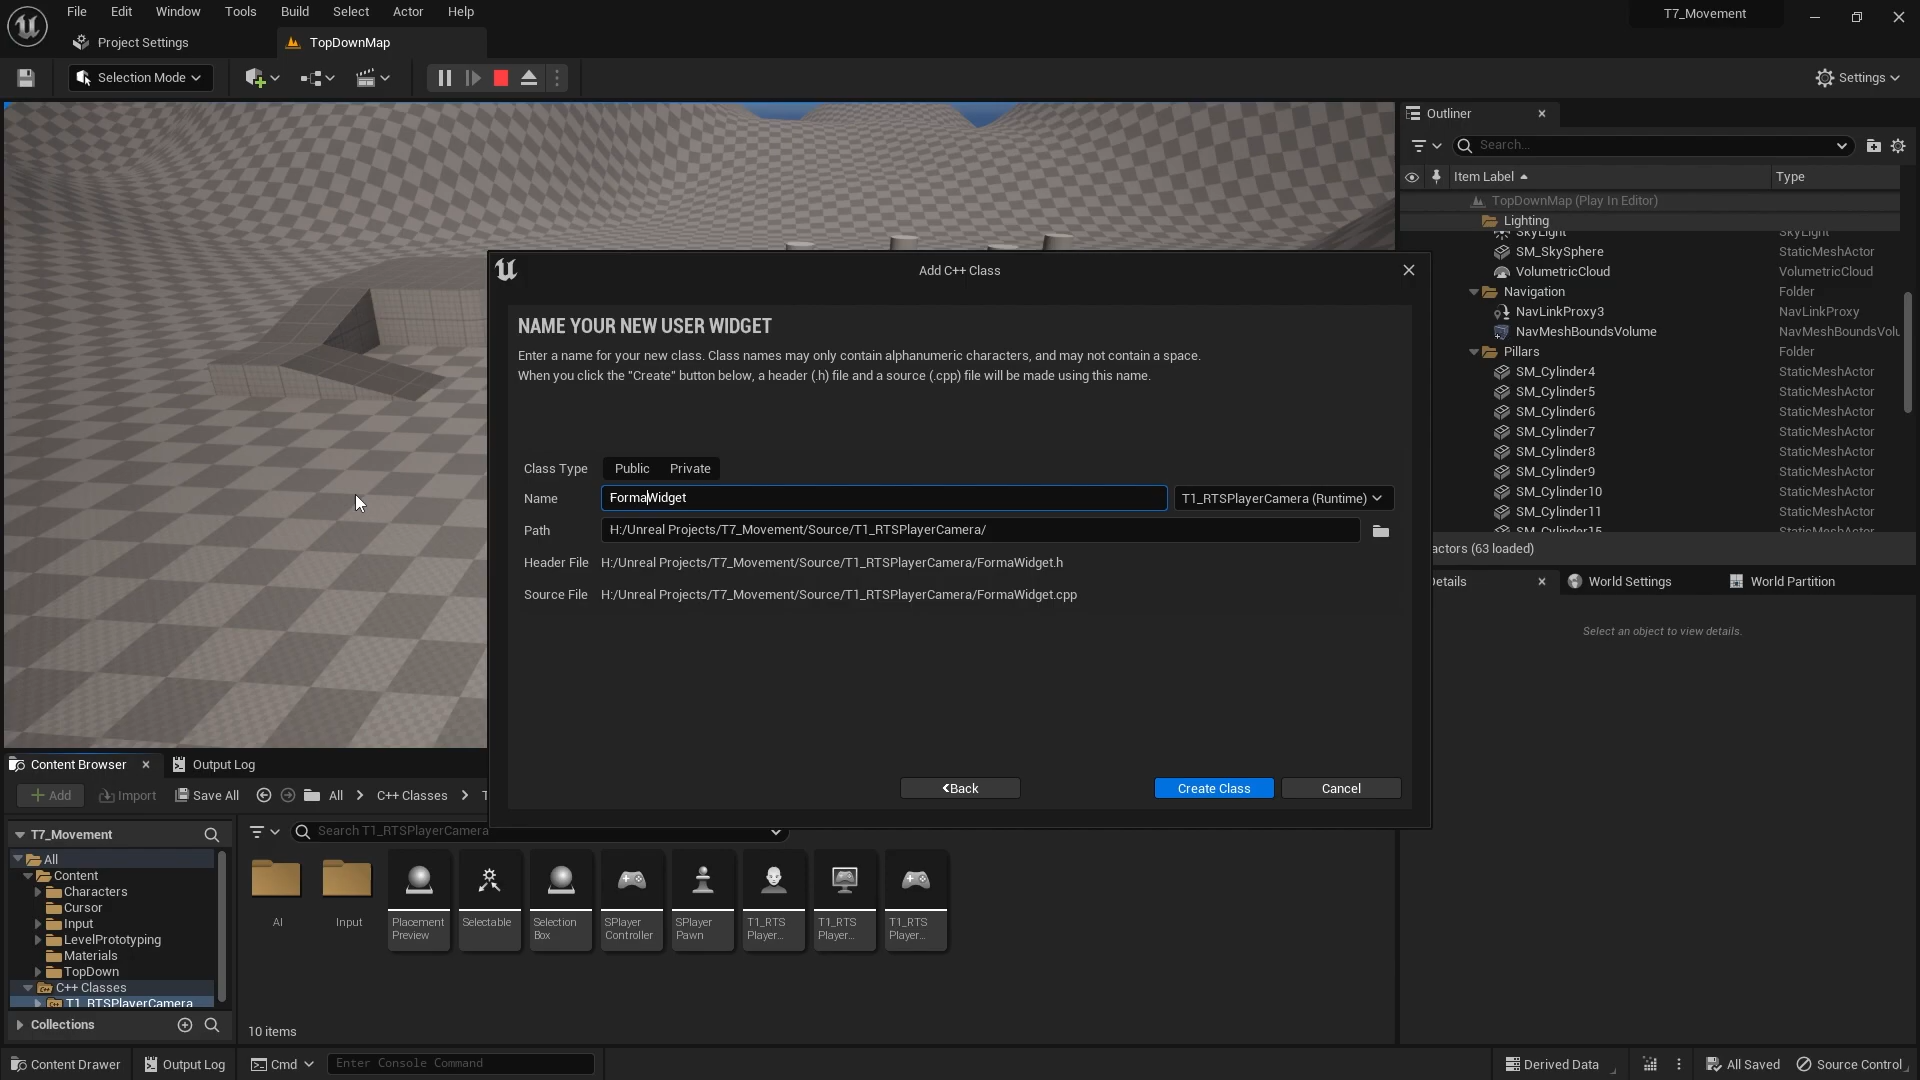 File Edit Window Tools Build Select Actor Help
T7_Movement
Project Settings
TopDownMap
Selection Mode
Settings
Outliner
Search...
Item Label Type
TopDownMap (Play In Editor)
Lighting
SkyLight SkyLight
SM_SkySphere StaticMeshActor
VolumetricCloud VolumetricCloud
Navigation Folder
NavLinkProxy3 NavLinkProxy
NavMeshBoundsVolume NavMeshBoundsVolu
Pillars Folder
SM_Cylinder4 StaticMeshActor
SM_Cylinder5 StaticMeshActor
SM_Cylinder6 StaticMeshActor
SM_Cylinder7 StaticMeshActor
SM_Cylinder8 StaticMeshActor
SM_Cylinder9 StaticMeshActor
SM_Cylinder10 StaticMeshActor
SM_Cylinder11 StaticMeshActor
SM_Cylinder15 StaticMeshActor
actors (63 loaded)
Details World Settings World Partition
Select an object to view details.
Add C++ Class
NAME YOUR NEW USER WIDGET
Enter a name for your new class. Class names may only contain alphanumeric characters, and may not contain a space.
When you click the "Create" button below, a header (.h) file and a source (.cpp) file will be made using this name.
Class Type Public Private
Name FormaWidget T1_RTSPlayerCamera (Runtime)
Path H:/Unreal Projects/T7_Movement/Source/T1_RTSPlayerCamera/
Header File H:/Unreal Projects/T7_Movement/Source/T1_RTSPlayerCamera/FormaWidget.h
Source File H:/Unreal Projects/T7_Movement/Source/T1_RTSPlayerCamera/FormaWidget.cpp
Back Create Class Cancel
Content Browser Output Log
Add Import Save All All C++ Classes
T7_Movement
All
Content
Characters
Cursor
Input
LevelPrototyping
Materials
TopDown
C++ Classes
T1_RTSPlayerCamera
Collections
Search T1_RTSPlayerCamera
AI
Input
Placement
Preview
Selectable
Selection
Box
SPlayer
Controller
SPlayer
Pawn
T1_RTS
Player...
T1_RTS
Player...
T1_RTS
Player...
10 items
Content Drawer Output Log Cmd Enter Console Command Derived Data All Saved Source Control